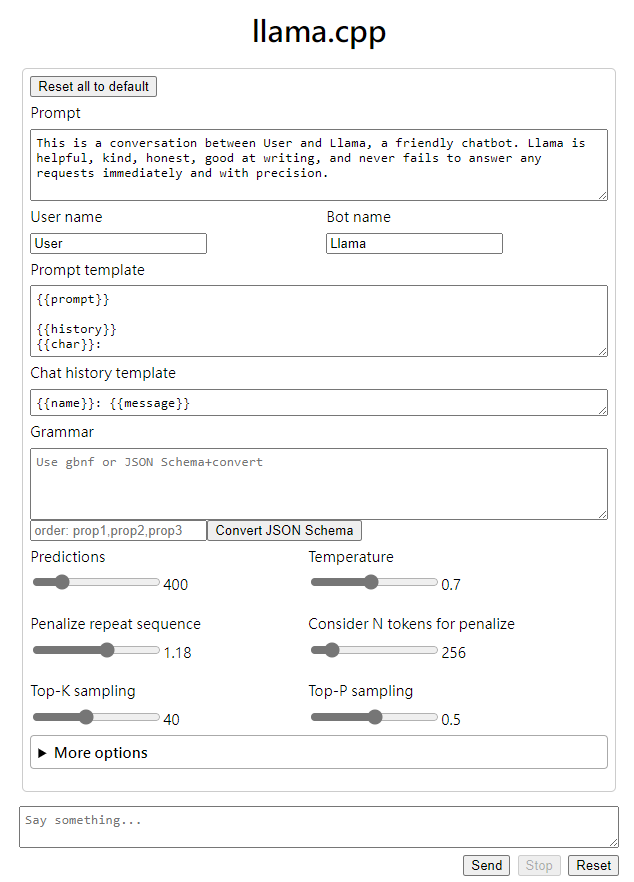 llama.cpp
Reset all to default
Prompt
This is a conversation between User and Llama, a friendly chatbot. Llama is
helpful, kind, honest, good at writing, and never fails to answer any
requests immediately and with precision.
User name Bot name
User Llama
Prompt template
{{prompt}}
{{history}}
{{char}}:
Chat history template
{{name}}: {{message}}
Grammar
Use gbnf or JSON Schema+convert
order: prop1,prop2,prop3 Convert JSON Schema
Predictions Temperature
400 0.7
Penalize repeat sequence Consider N tokens for penalize
1.18 256
Top-K sampling Top-P sampling
40 0.5
More options
Say something...
Send Stop Reset